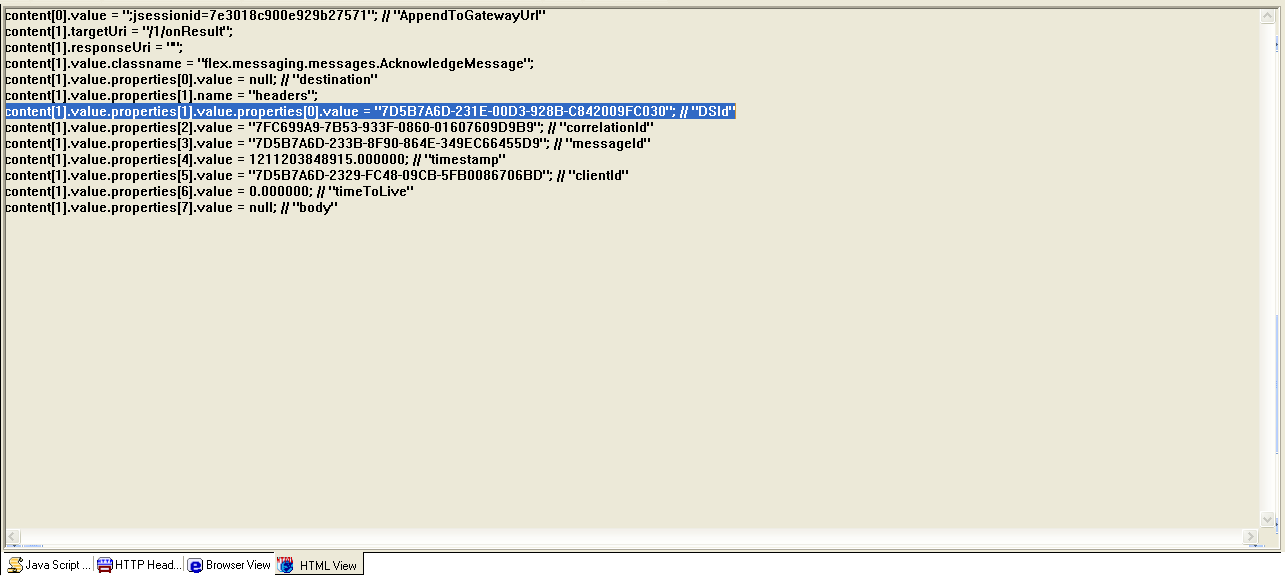 content[0].value = ";jsessionid=7e3018c900e929b27571"; // "AppendToGatewayUrl"
content[1].targetUri = "/1/onResult";
content[1].responseUri = "";
content[1].value.classname = "flex.messaging.messages.AcknowledgeMessage";
content[1].value.properties[0].value = null; // "destination"
content[1].value.properties[1].name = "headers";
content[1].value.properties[1].value.properties[0].value = "7D5B7A6D-231E-00D3-928B-C842009FC030"; // "DSId"
content[1].value.properties[2].value = "7FC699A9-7B53-933F-0860-01607609D9B9"; // "correlationId"
content[1].value.properties[3].value = "7D5B7A6D-233B-8F90-864E-349EC66455D9"; // "messageId"
content[1].value.properties[4].value = 1211203848915.000000; // "timestamp"
content[1].value.properties[5].value = "7D5B7A6D-2329-FC48-09CB-5FB0086706BD"; // "clientId"
content[1].value.properties[6].value = 0.000000; // "timeToLive"
content[1].value.properties[7].value = null; // "body"
Java Script ... HTTP Head... Browser View HTML View